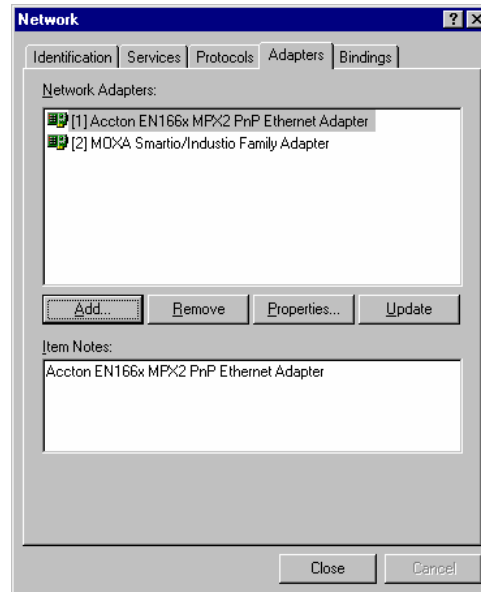 Network
? ×
Identification Services Protocols Adapters Bindings
Network Adapters:
[1] Accton EN166x MPX2 PnP Ethernet Adapter
[2] MOXA Smartio/Industio Family Adapter
Add... Remove Properties... Update
Item Notes:
Accton EN166x MPX2 PnP Ethernet Adapter
Close Cancel